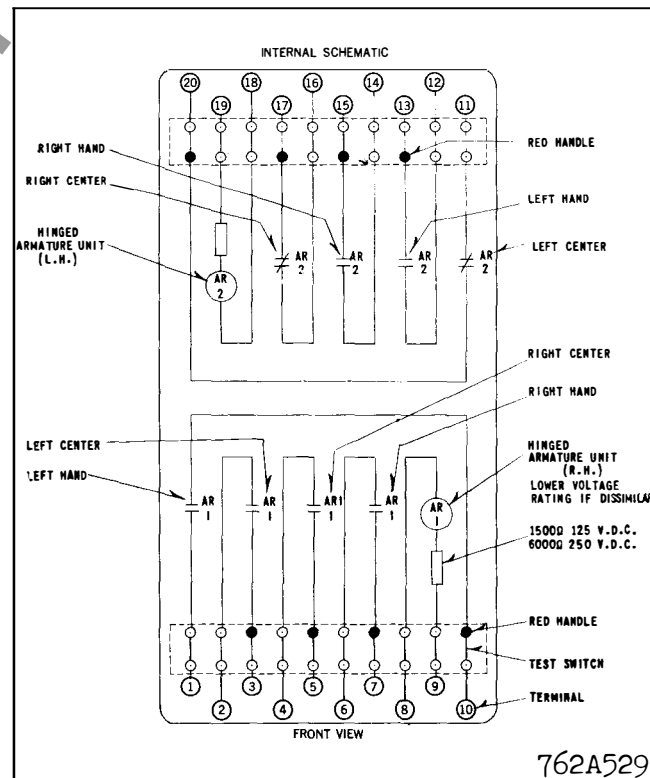 INTERNAL SCHEMATIC
20 18 16 14 12
19 17 15 13 11
RIGHT HAND
RED HANDLE
RIGHT CENTER
LEFT HAND
HINGED
ARMATURE UNIT
(L.H.)
AR
2
AR
2
AR
2
AR
2
AR
2
LEFT CENTER
RIGHT CENTER
RIGHT HAND
LEFT CENTER
LEFT HAND
HINGED
ARMATURE UNIT
(R.H.)
LOWER VOLTAGE
RATING IF DISSIMILAR
AR
1
AR
1
AR1
1
AR
1
AR
1
1500Ω 125 V.D.C.
6000Ω 250 V.D.C.
RED HANDLE
TEST SWITCH
1 3 5 7 9
2 4 6 8 10
TERMINAL
FRONT VIEW
762A529